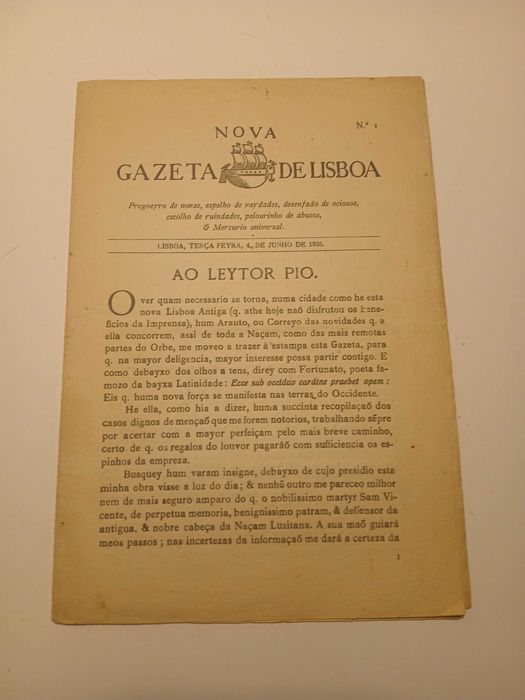 N.º 1
NOVA
GAZETA DE LISBOA
Pregoeyro de novas, espelho de vaydades, desenfado de ociosos,
escolho de ruindades, pelourinho de abusos,
& Mercurio universal.
LISBOA, TERÇA FEYRA, 4, DE JUNHO DE 1935.
AO LEYTOR PIO.
O ver quam necessario se torna, numa cidade como he esta
nova Lisboa Antiga (q. athe hoje naõ disfrutou os bene-
ficios da Imprensa), hum Arauto, ou Correyo das novidades q. a
ella concorrem, assi de toda a Naçam, como das mais remotas
partes do Orbe, me moveo a trazer á estampa esta Gazeta, para
q. na mayor deligencia, mayor interesse possa partir contigo. E
como debayxo dos olhos a tens, direy com Fortunato, poeta fa-
mozo da bayxa Latinidade: Ecce sub occiduo cardine praebet opem:
Eis q. huma nova força se manifesta nas terras do Occidente.
He ella, como hia a dizer, huma succinta recopilaçaõ dos
casos dignos de mençaõ que me forem notorios, trabalhando sẽpre
por acertar com a mayor perfeiçam pelo mais breve caminho,
certo de q. os regalos do louvor pagaráõ com sufficiencia os es-
pinhos da empreza.
Busquey hum varam insigne, debayxo de cujo presidio esta
minha obra visse a luz do dia; & nenhũ outro me pareceo milhor
nem de mais seguro amparo do q. o nobilissimo martyr Sam Vi-
cente, de perpetua memoria, benignissimo patram, & deffensor da
antigua, & nobre cabeça da Naçam Lusitana. A sua maõ guiará
meos passos; nas incertezas da informaçaõ me dará a certeza da
1